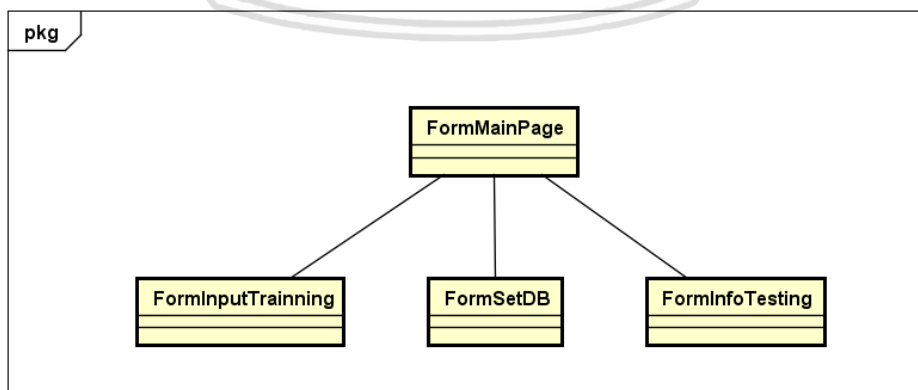 pkg
FormMainPage
FormInputTrainning
FormSetDB
FormInfoTesting